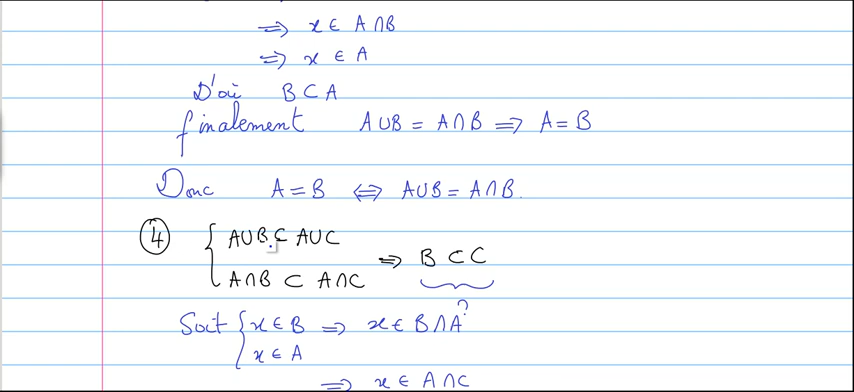 ⇒ x ∈ A ∩ B
⇒ x ∈ A
D'où B ⊂ A
finalement A∪B = A∩B ⇒ A = B
Donc A = B ⇔ A∪B = A∩B.
④ { A∪B ⊂ A∪C
A∩B ⊂ A∩C ⇒ B ⊂ C
Soit { x ∈ B ⇒ x ∈ B∩A ?
x ∈ A
⇒ x ∈ A∩C